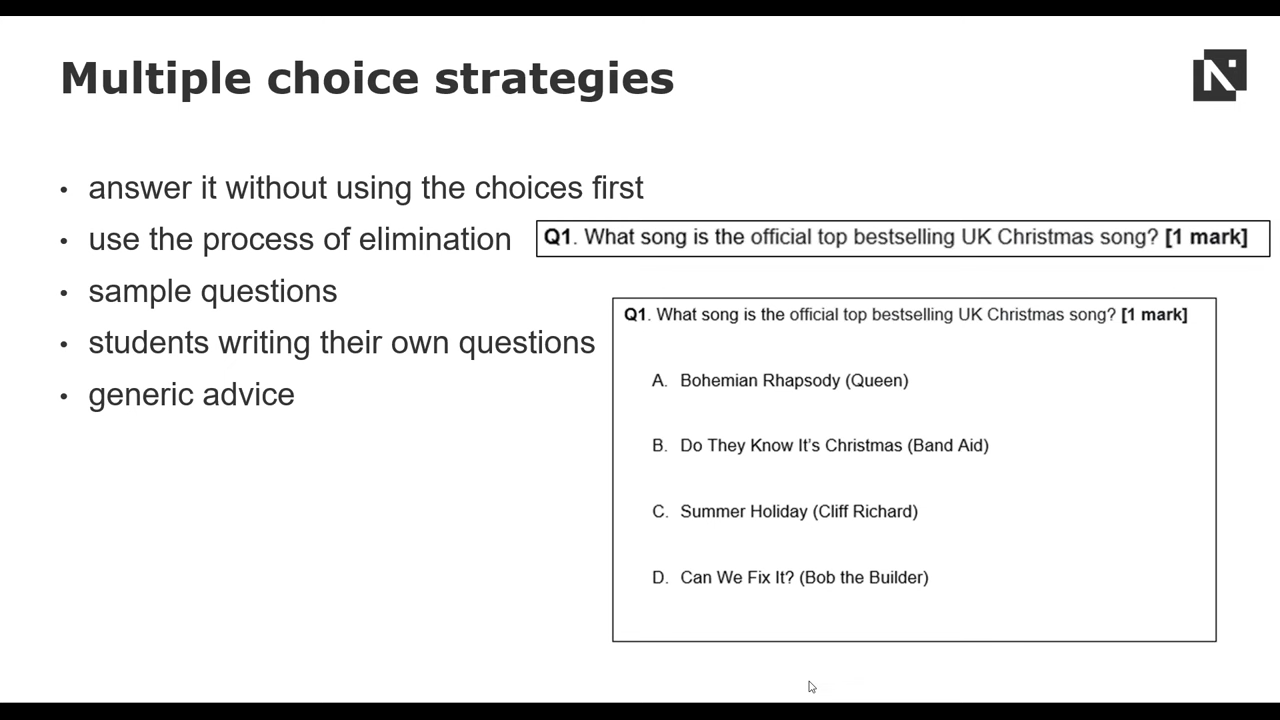 Multiple choice strategies
• answer it without using the choices first
• use the process of elimination
Q1. What song is the official top bestselling UK Christmas song? [1 mark]
• sample questions
• students writing their own questions
• generic advice
Q1. What song is the official top bestselling UK Christmas song? [1 mark]
A. Bohemian Rhapsody (Queen)
B. Do They Know It’s Christmas (Band Aid)
C. Summer Holiday (Cliff Richard)
D. Can We Fix It? (Bob the Builder)